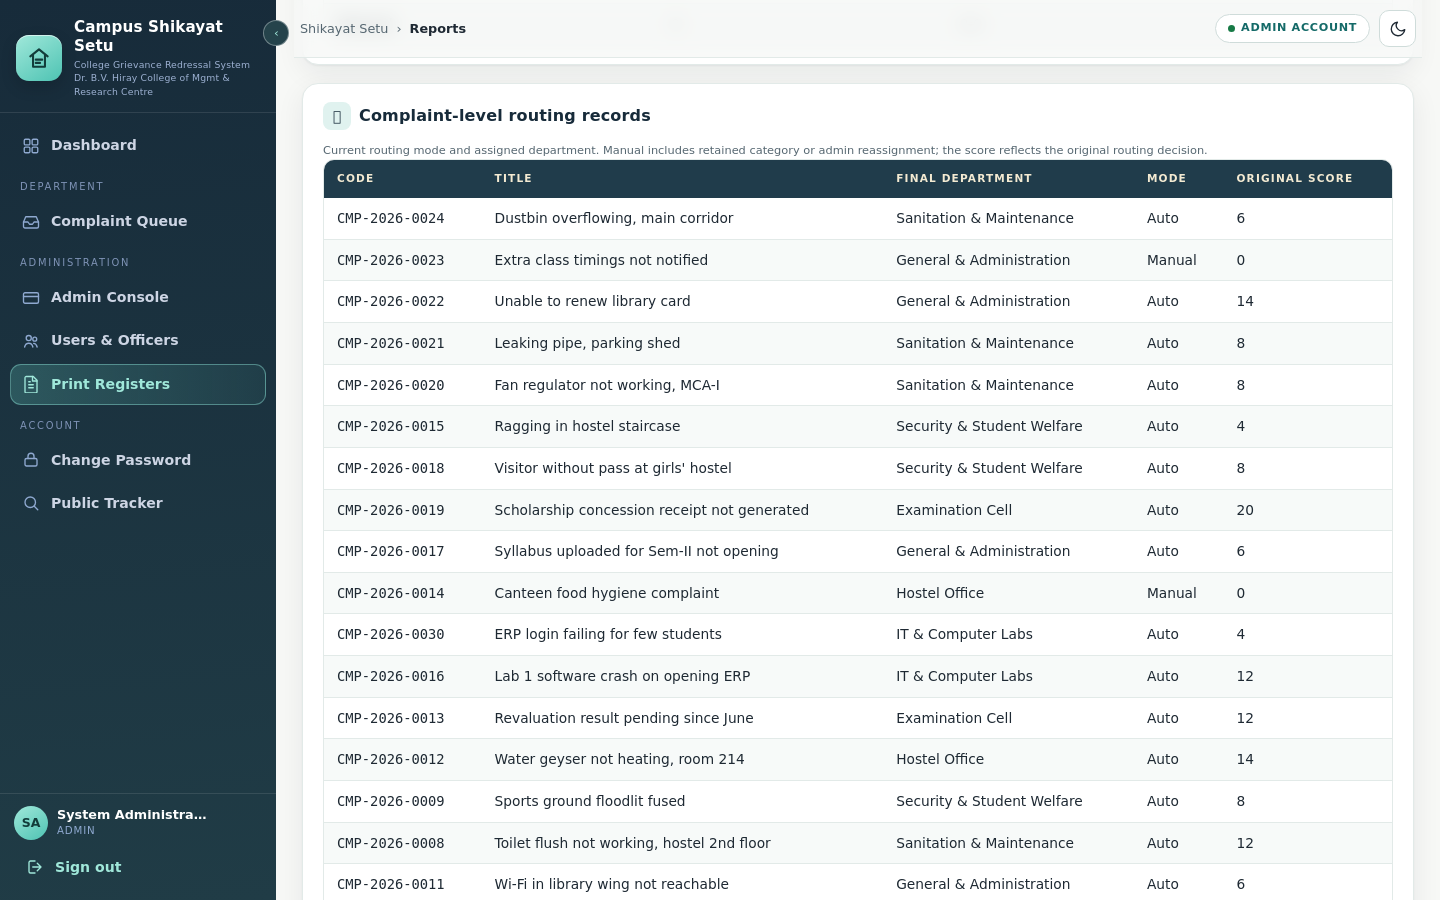 Campus Shikayat
Setu
College Grievance Redressal System
Dr. B.V. Hiray College of Mgmt &
Research Centre
Dashboard
DEPARTMENT
Complaint Queue
ADMINISTRATION
Admin Console
Users & Officers
Print Registers
ACCOUNT
Change Password
Public Tracker
SA
System Administra...
ADMIN
Sign out
‹
Shikayat Setu › Reports
ADMIN ACCOUNT
Complaint-level routing records
Current routing mode and assigned department. Manual includes retained category or admin reassignment; the score reflects the original routing decision.
CODE TITLE FINAL DEPARTMENT MODE ORIGINAL SCORE
CMP-2026-0024 Dustbin overflowing, main corridor Sanitation & Maintenance Auto 6
CMP-2026-0023 Extra class timings not notified General & Administration Manual 0
CMP-2026-0022 Unable to renew library card General & Administration Auto 14
CMP-2026-0021 Leaking pipe, parking shed Sanitation & Maintenance Auto 8
CMP-2026-0020 Fan regulator not working, MCA-I Sanitation & Maintenance Auto 8
CMP-2026-0015 Ragging in hostel staircase Security & Student Welfare Auto 4
CMP-2026-0018 Visitor without pass at girls' hostel Security & Student Welfare Auto 8
CMP-2026-0019 Scholarship concession receipt not generated Examination Cell Auto 20
CMP-2026-0017 Syllabus uploaded for Sem-II not opening General & Administration Auto 6
CMP-2026-0014 Canteen food hygiene complaint Hostel Office Manual 0
CMP-2026-0030 ERP login failing for few students IT & Computer Labs Auto 4
CMP-2026-0016 Lab 1 software crash on opening ERP IT & Computer Labs Auto 12
CMP-2026-0013 Revaluation result pending since June Examination Cell Auto 12
CMP-2026-0012 Water geyser not heating, room 214 Hostel Office Auto 14
CMP-2026-0009 Sports ground floodlit fused Security & Student Welfare Auto 8
CMP-2026-0008 Toilet flush not working, hostel 2nd floor Sanitation & Maintenance Auto 12
CMP-2026-0011 Wi-Fi in library wing not reachable General & Administration Auto 6